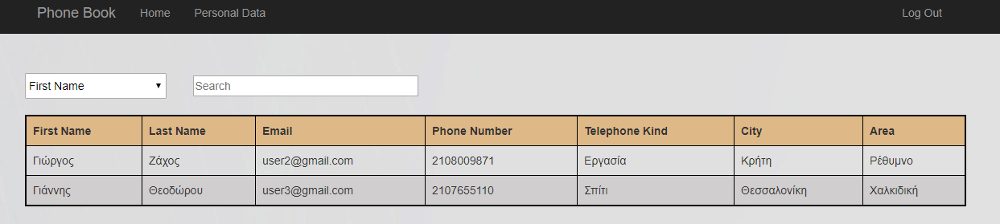 Phone Book Home Personal Data Log Out
First Name Search
First Name Last Name Email Phone Number Telephone Kind City Area
Γιώργος Ζάχος user2@gmail.com 2108009871 Εργασία Κρήτη Ρέθυμνο
Γιάννης Θεοδώρου user3@gmail.com 2107655110 Σπίτι Θεσσαλονίκη Χαλκιδική